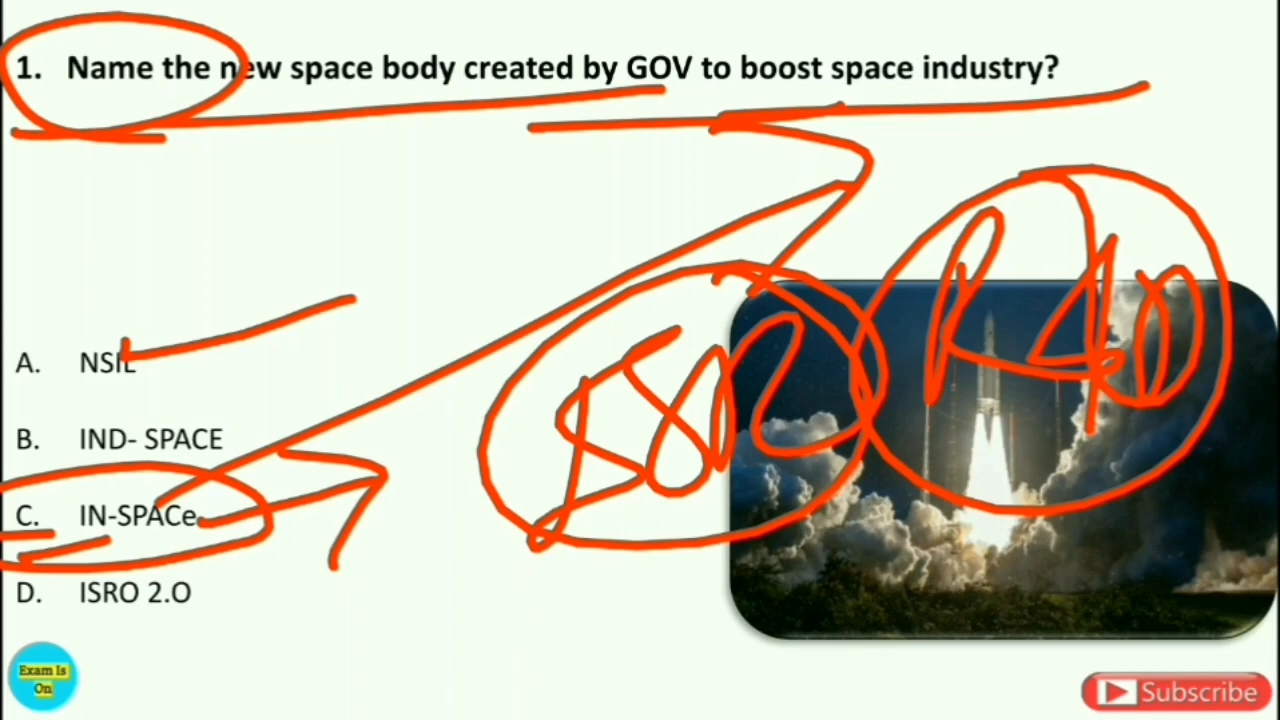 1. Name the new space body created by GOV to boost space industry?
A. NSIL
B. IND- SPACE
C. IN-SPACe
D. ISRO 2.O
R&D
Exam Is
On
Subscribe